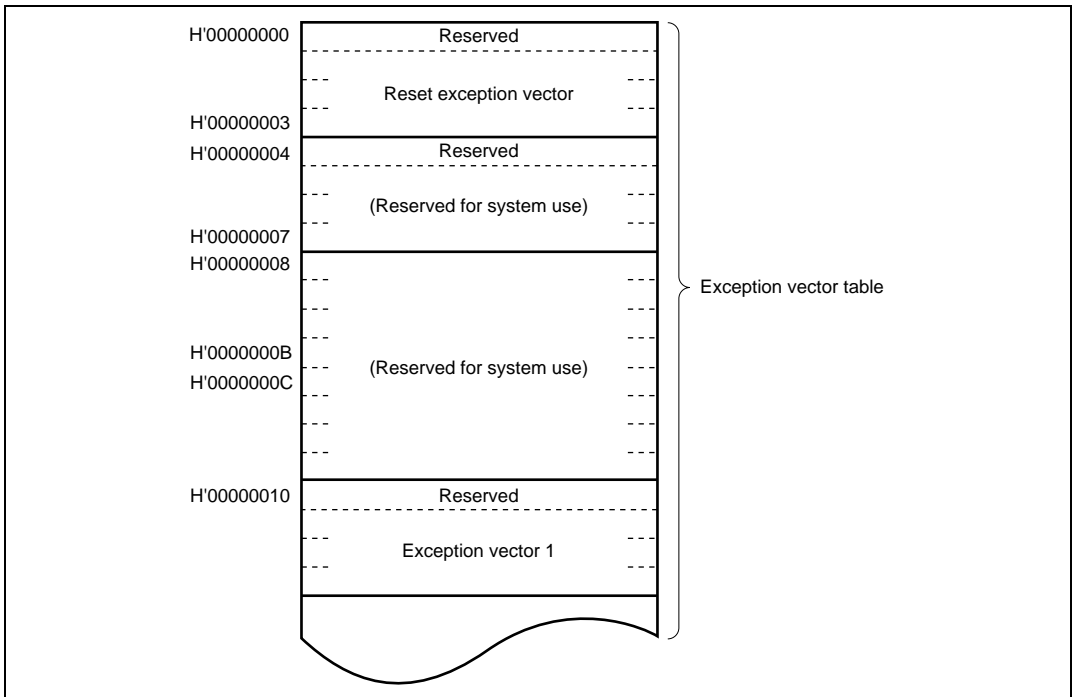 H'00000000
Reserved
Reset exception vector
H'00000003
H'00000004
Reserved
(Reserved for system use)
H'00000007
H'00000008
Exception vector table
H'0000000B
(Reserved for system use)
H'0000000C
H'00000010
Reserved
Exception vector 1